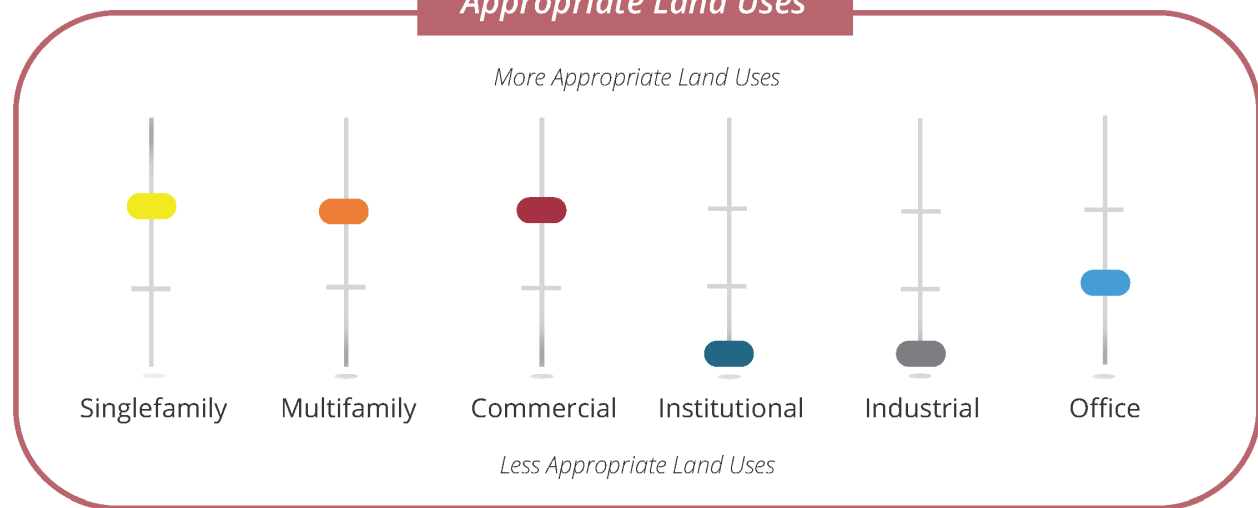 Appropriate Land Uses
More Appropriate Land Uses
Singlefamily Multifamily Commercial Institutional Industrial Office
Less Appropriate Land Uses